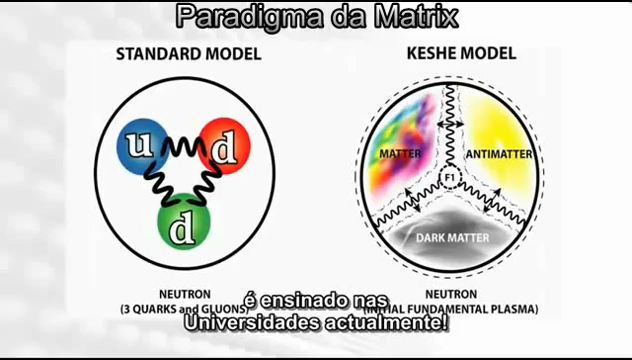 Paradigma da Matrix
STANDARD MODEL
KESHE MODEL
u
d
d
MATTER
ANTIMATTER
F1
DARK MATTER
NEUTRON
(3 QUARKS and GLUONS)
NEUTRON
(INITIAL FUNDAMENTAL PLASMA)
é ensinado nas
Universidades actualmente!